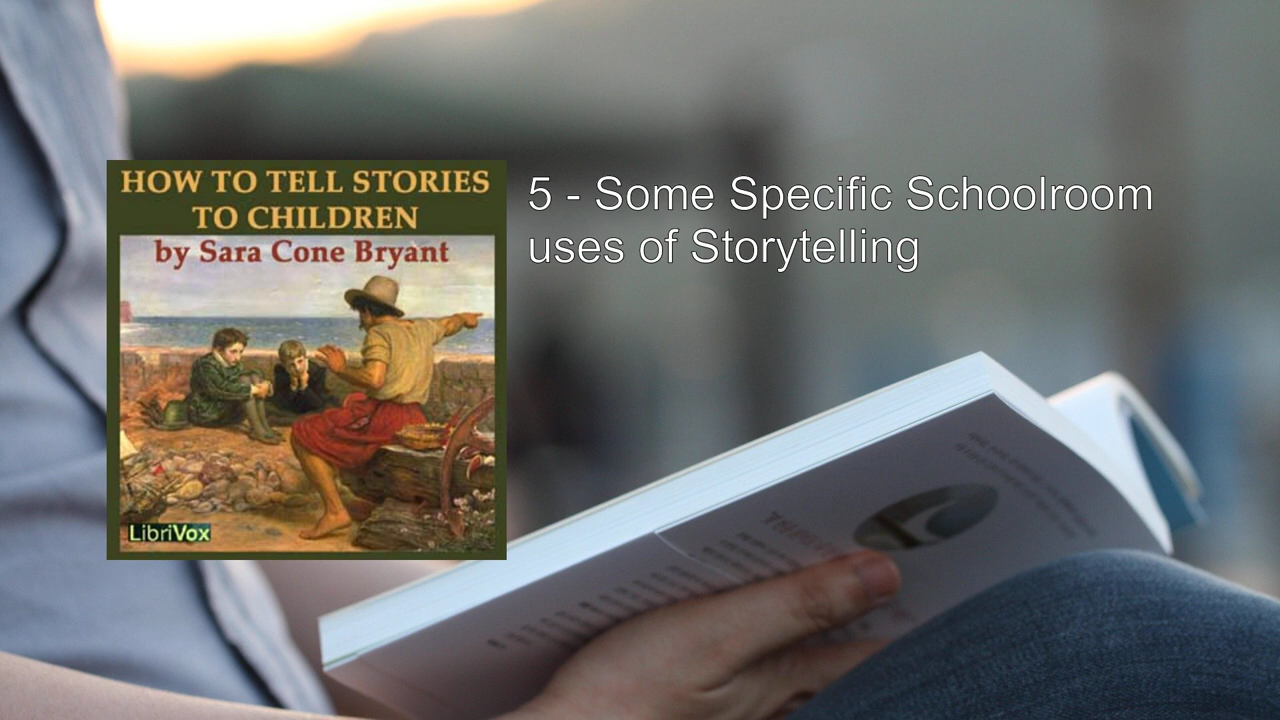 HOW TO TELL STORIES
TO CHILDREN
by Sara Cone Bryant
LibriVox
5 - Some Specific Schoolroom
uses of Storytelling